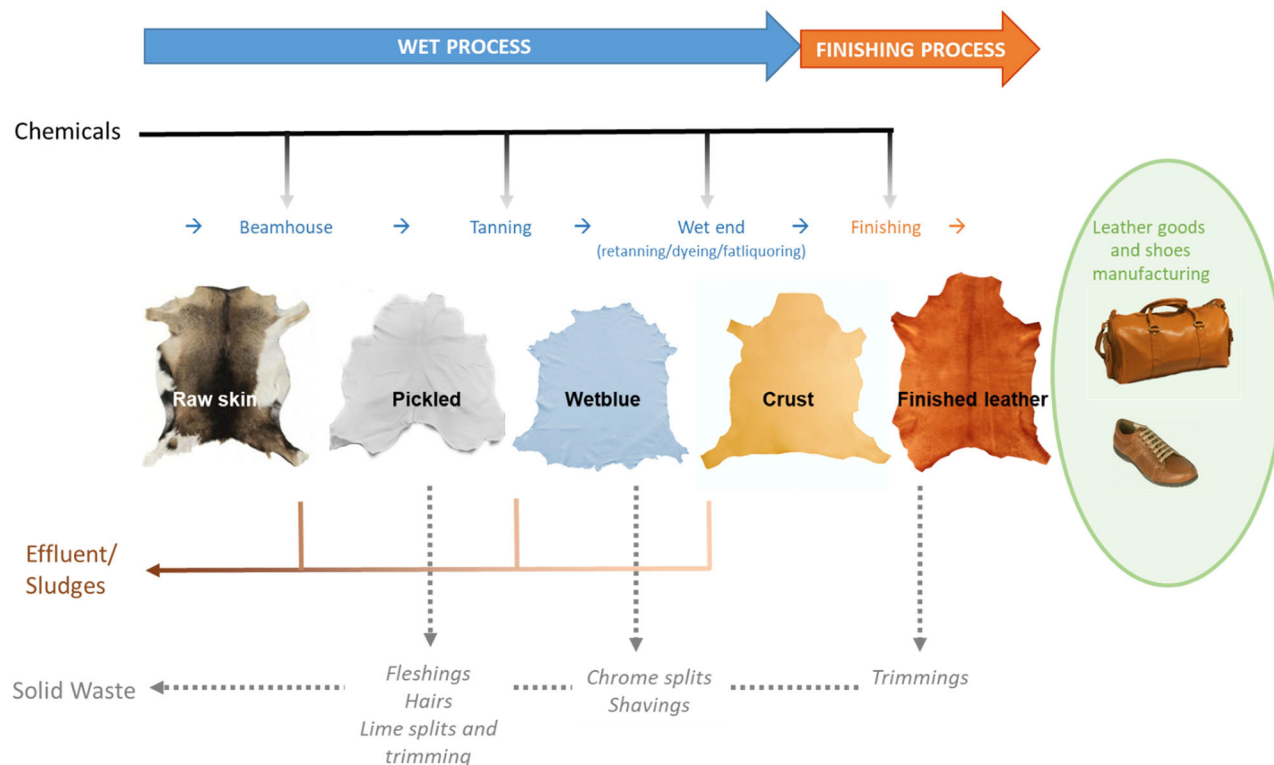 WET PROCESS
FINISHING PROCESS
Chemicals
→ Beamhouse → Tanning → Wet end → Finishing →
(retanning/dyeing/fatliquoring)
Leather goods
and shoes
manufacturing
Raw skin
Pickled
Wetblue
Crust
Finished leather
Effluent/
Sludges
Solid Waste
Fleshings
Hairs
Lime splits and
trimming
Chrome splits
Shavings
Trimmings